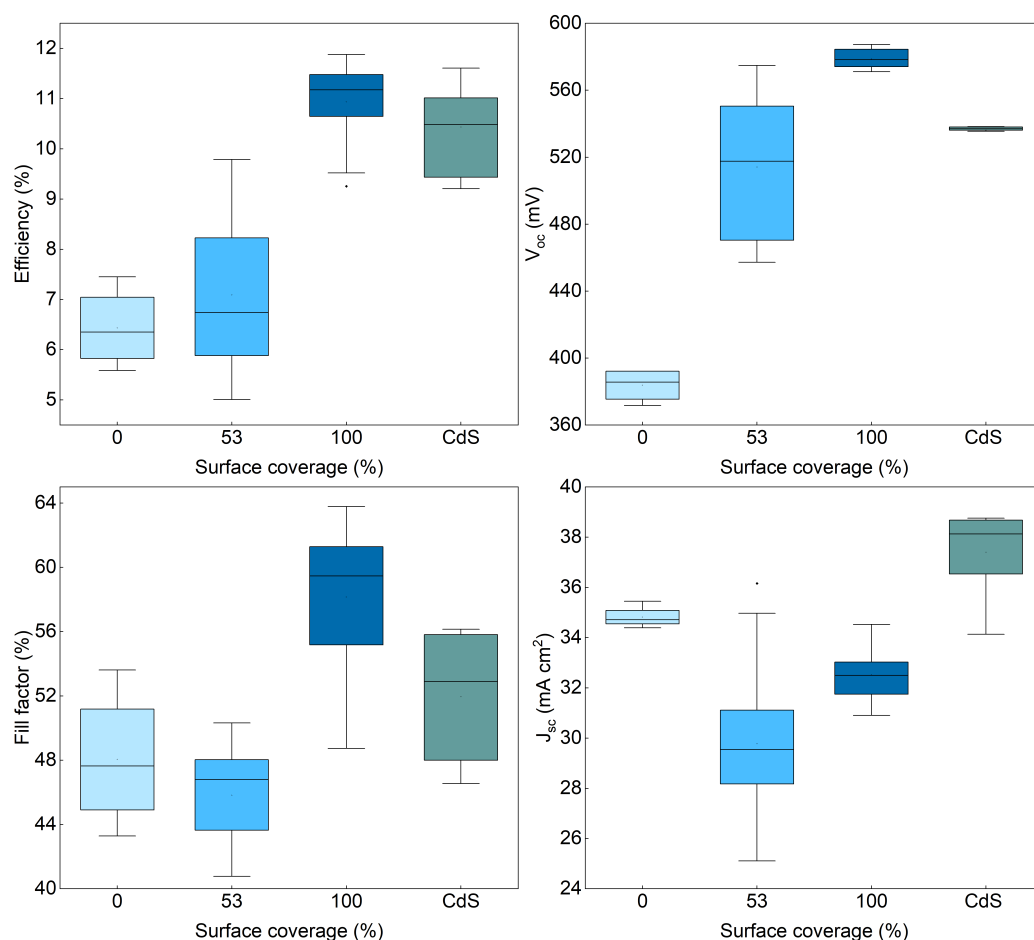 Efficiency (%)
12
11
10
9
8
7
6
5
0 53 100 CdS
Surface coverage (%)
V_oc (mV)
600
560
520
480
440
400
360
0 53 100 CdS
Surface coverage (%)
Fill factor (%)
64
60
56
52
48
44
40
0 53 100 CdS
Surface coverage (%)
J_sc (mA cm²)
40
38
36
34
32
30
28
26
24
0 53 100 CdS
Surface coverage (%)